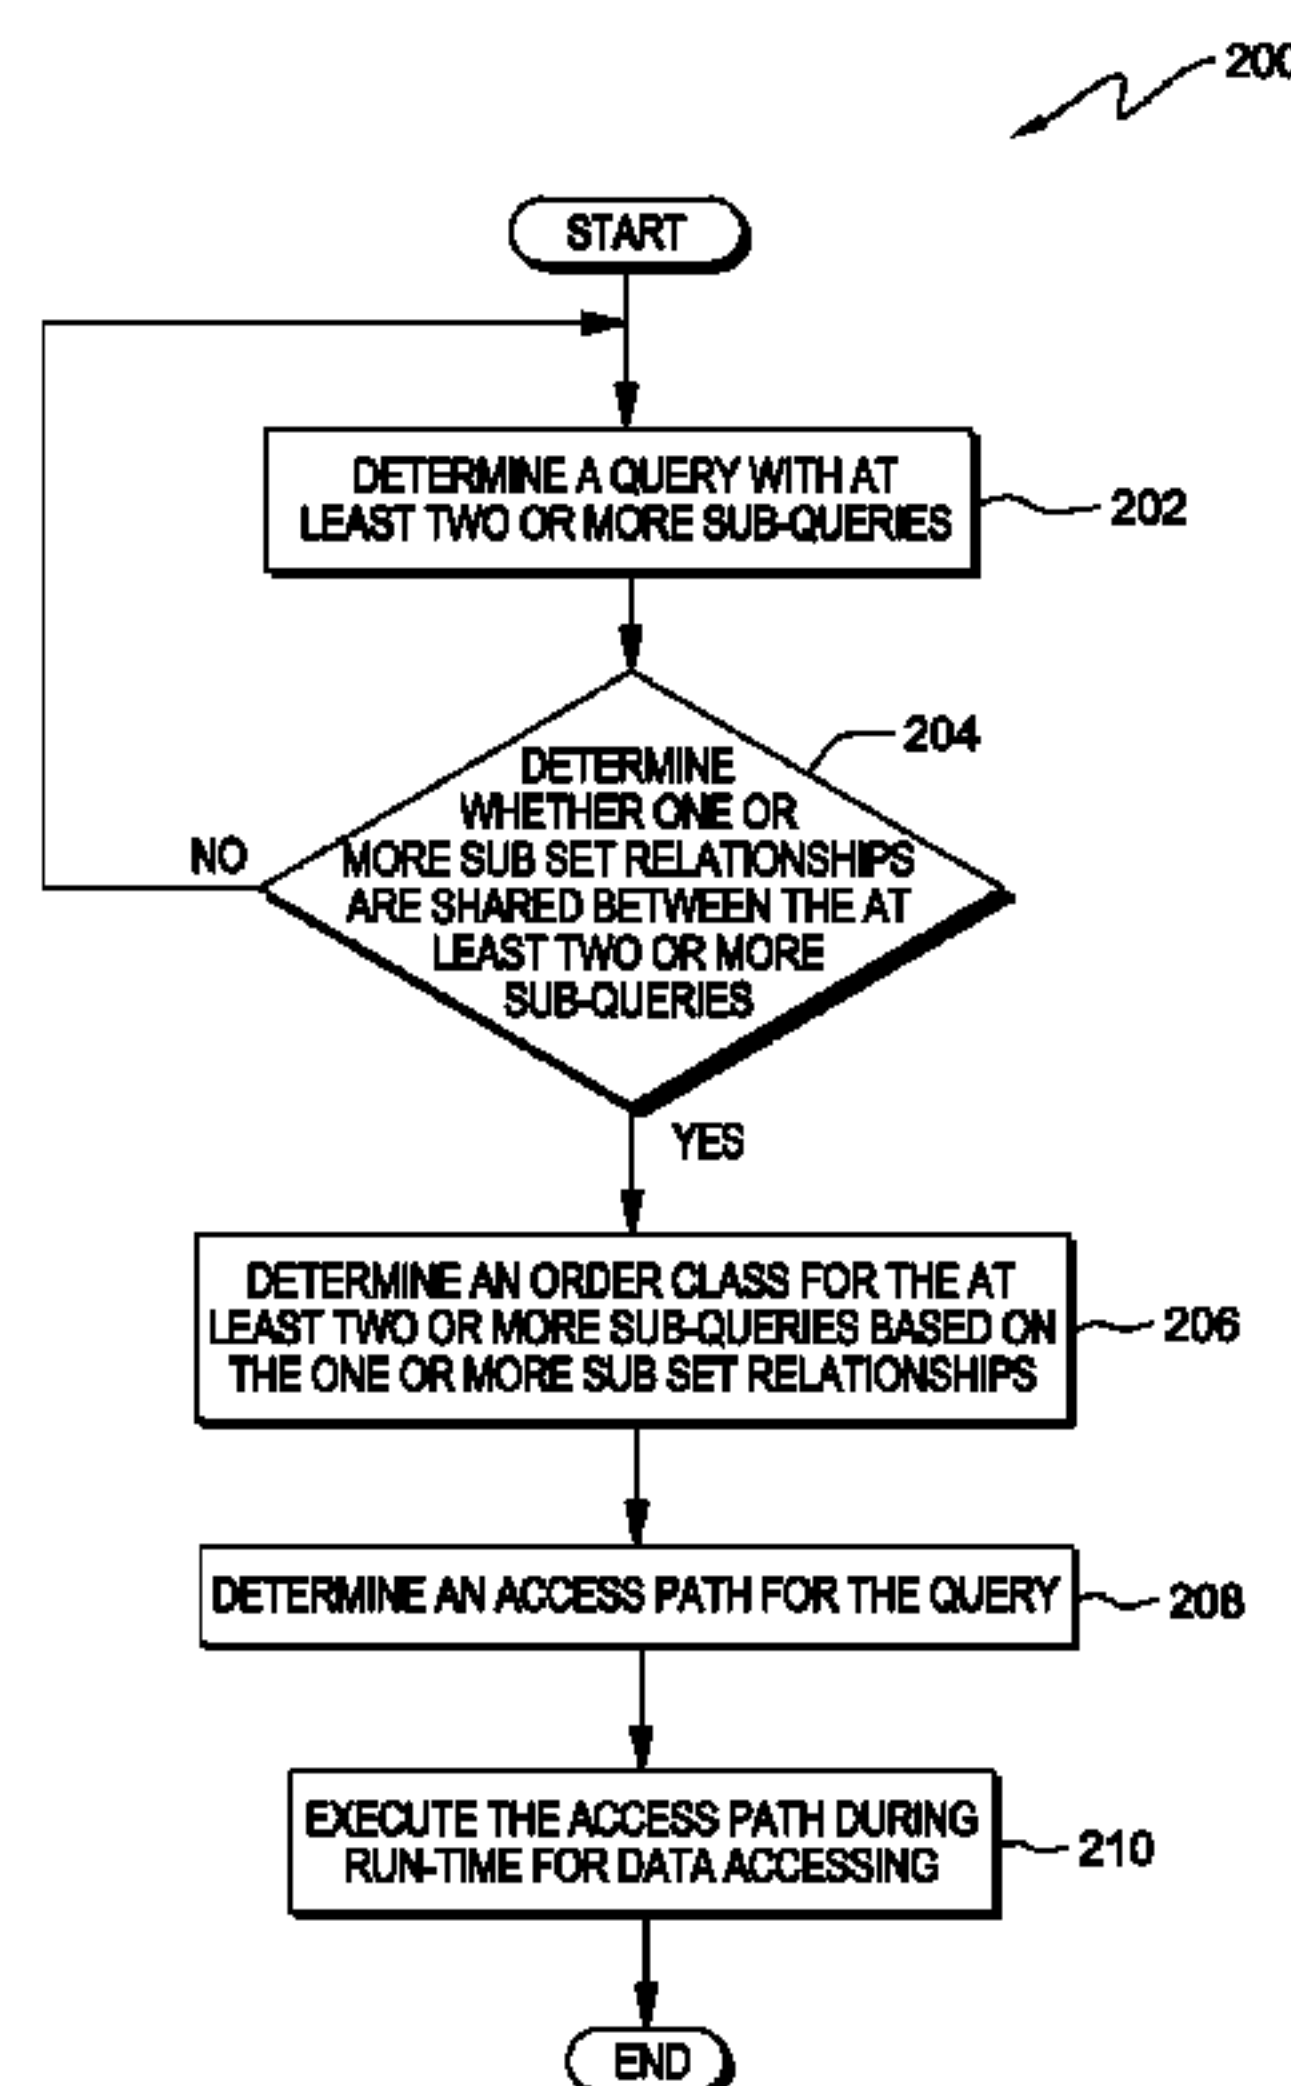 200
START
DETERMINE A QUERY WITH AT
LEAST TWO OR MORE SUB-QUERIES
202
204
DETERMINE
WHETHER ONE OR
MORE SUB SET RELATIONSHIPS
ARE SHARED BETWEEN THE AT
LEAST TWO OR MORE
SUB-QUERIES
NO
YES
DETERMINE AN ORDER CLASS FOR THE AT
LEAST TWO OR MORE SUB-QUERIES BASED ON
THE ONE OR MORE SUB SET RELATIONSHIPS
206
DETERMINE AN ACCESS PATH FOR THE QUERY
208
EXECUTE THE ACCESS PATH DURING
RUN-TIME FOR DATA ACCESSING
210
END